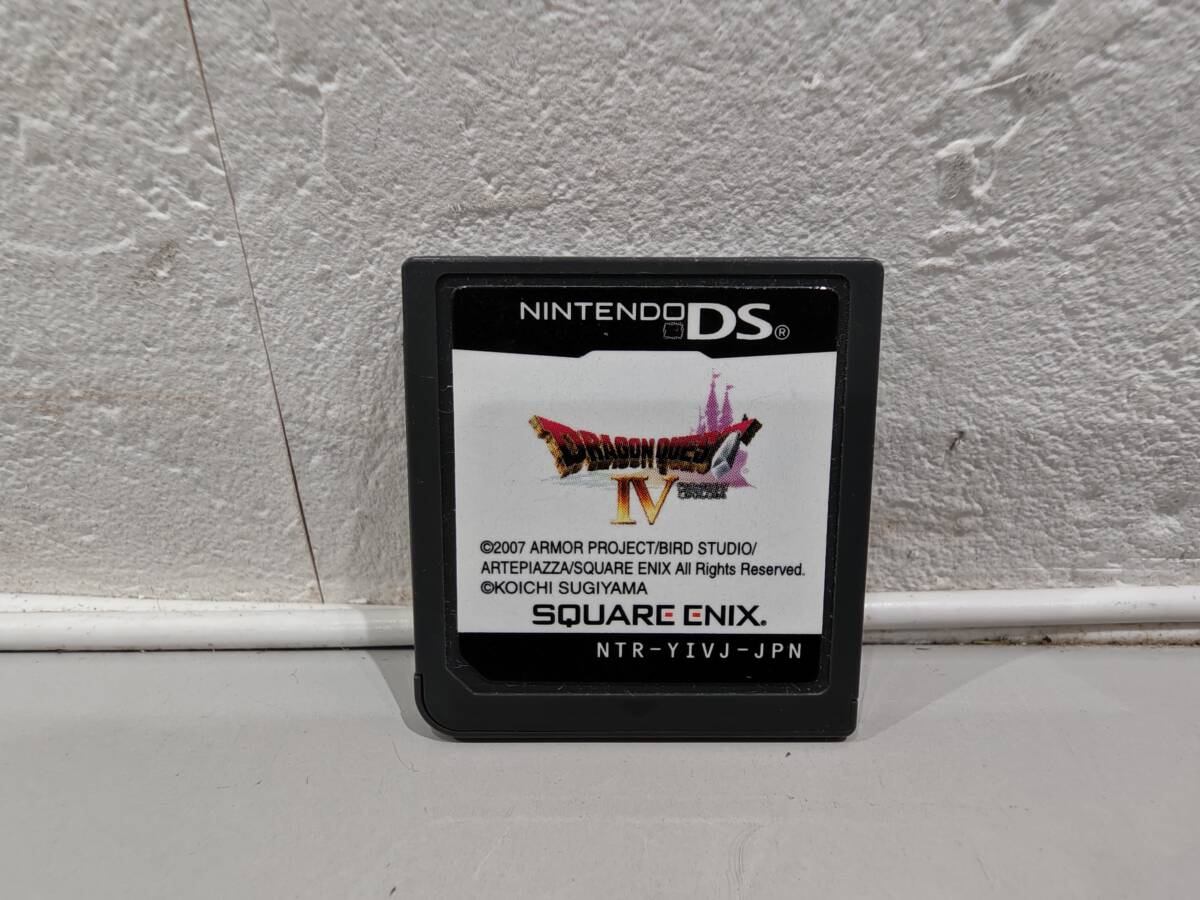 NINTENDO DS®
DRAGON QUEST
IV
©2007 ARMOR PROJECT/BIRD STUDIO/
ARTEPIAZZA/SQUARE ENIX All Rights Reserved.
©KOICHI SUGIYAMA
SQUARE ENIX®
NTR-YIVJ-JPN